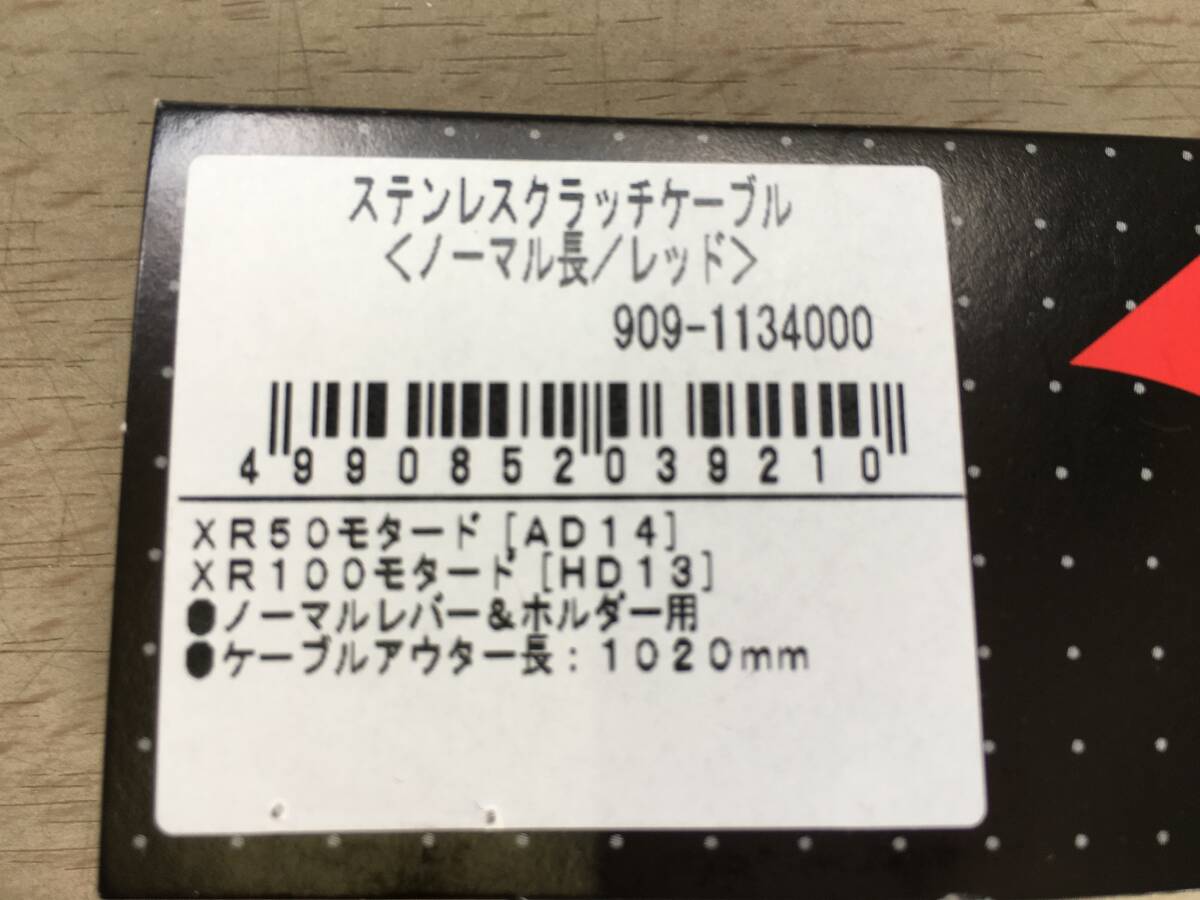 ステンレスクラッチケーブル
<ノーマル長/レッド>
909-1134000
4990852039210
XR50モタード[AD14]
XR100モタード[HD13]
●ノーマルレバー&ホルダー用
●ケーブルアウター長:1020mm